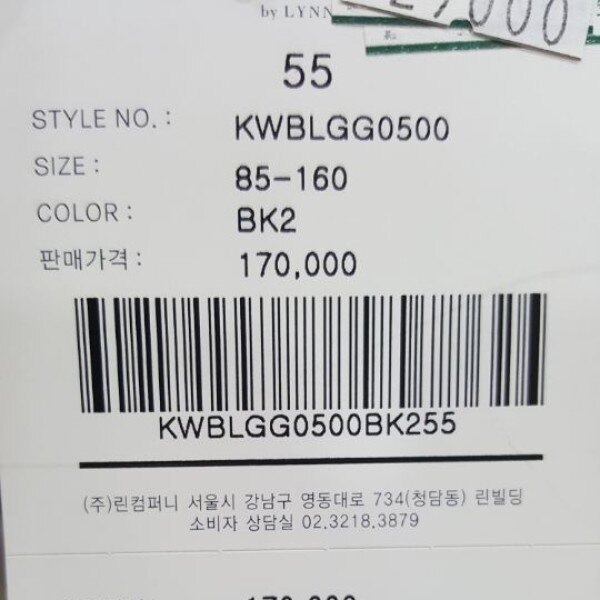 by LYNN
55
STYLE NO. : KWBLGG0500
SIZE : 85-160
COLOR : BK2
판매가격 : 170,000
KWBLGG0500BK255
(주)린컴퍼니 서울시 강남구 영동대로 734(청담동) 린빌딩
소비자 상담실 02.3218.3879